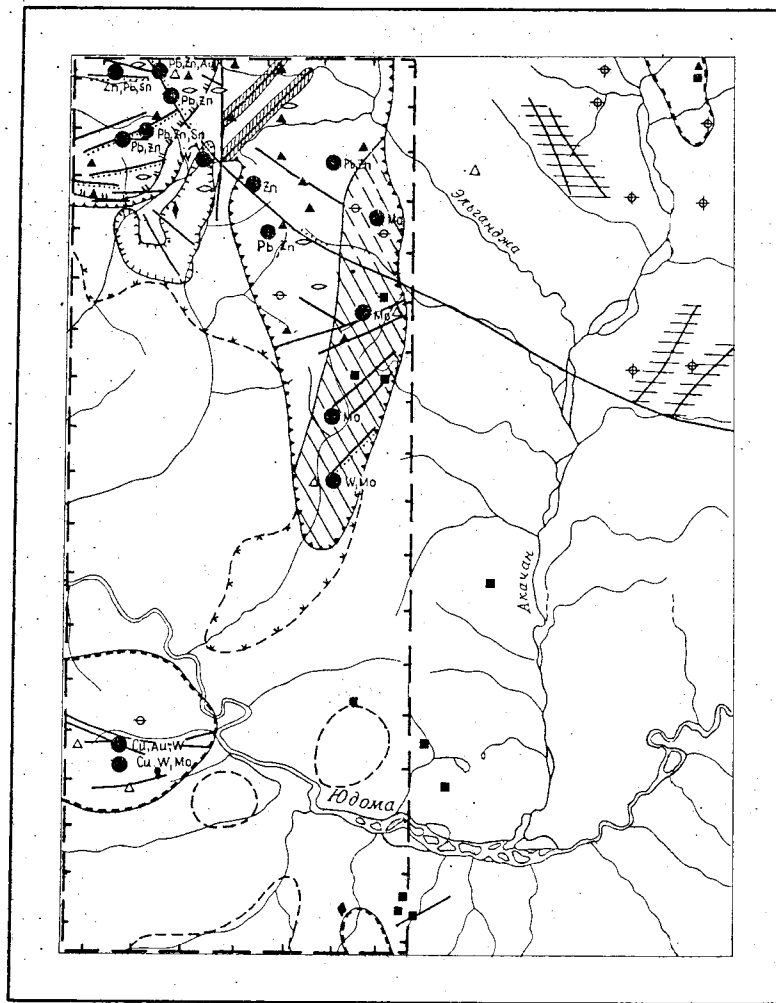 Pb,Zn,Au
Zn,Pb,Sn
Pb,Zn
Pb,Zn,Sn
Pb,Zn
Pb,Zn
Zn
Mo
Pb,Zn
Mo
Mo
W,Mo
Эльганджа
Акачан
Cu,Au,W
Cu,W,Mo
Юдома